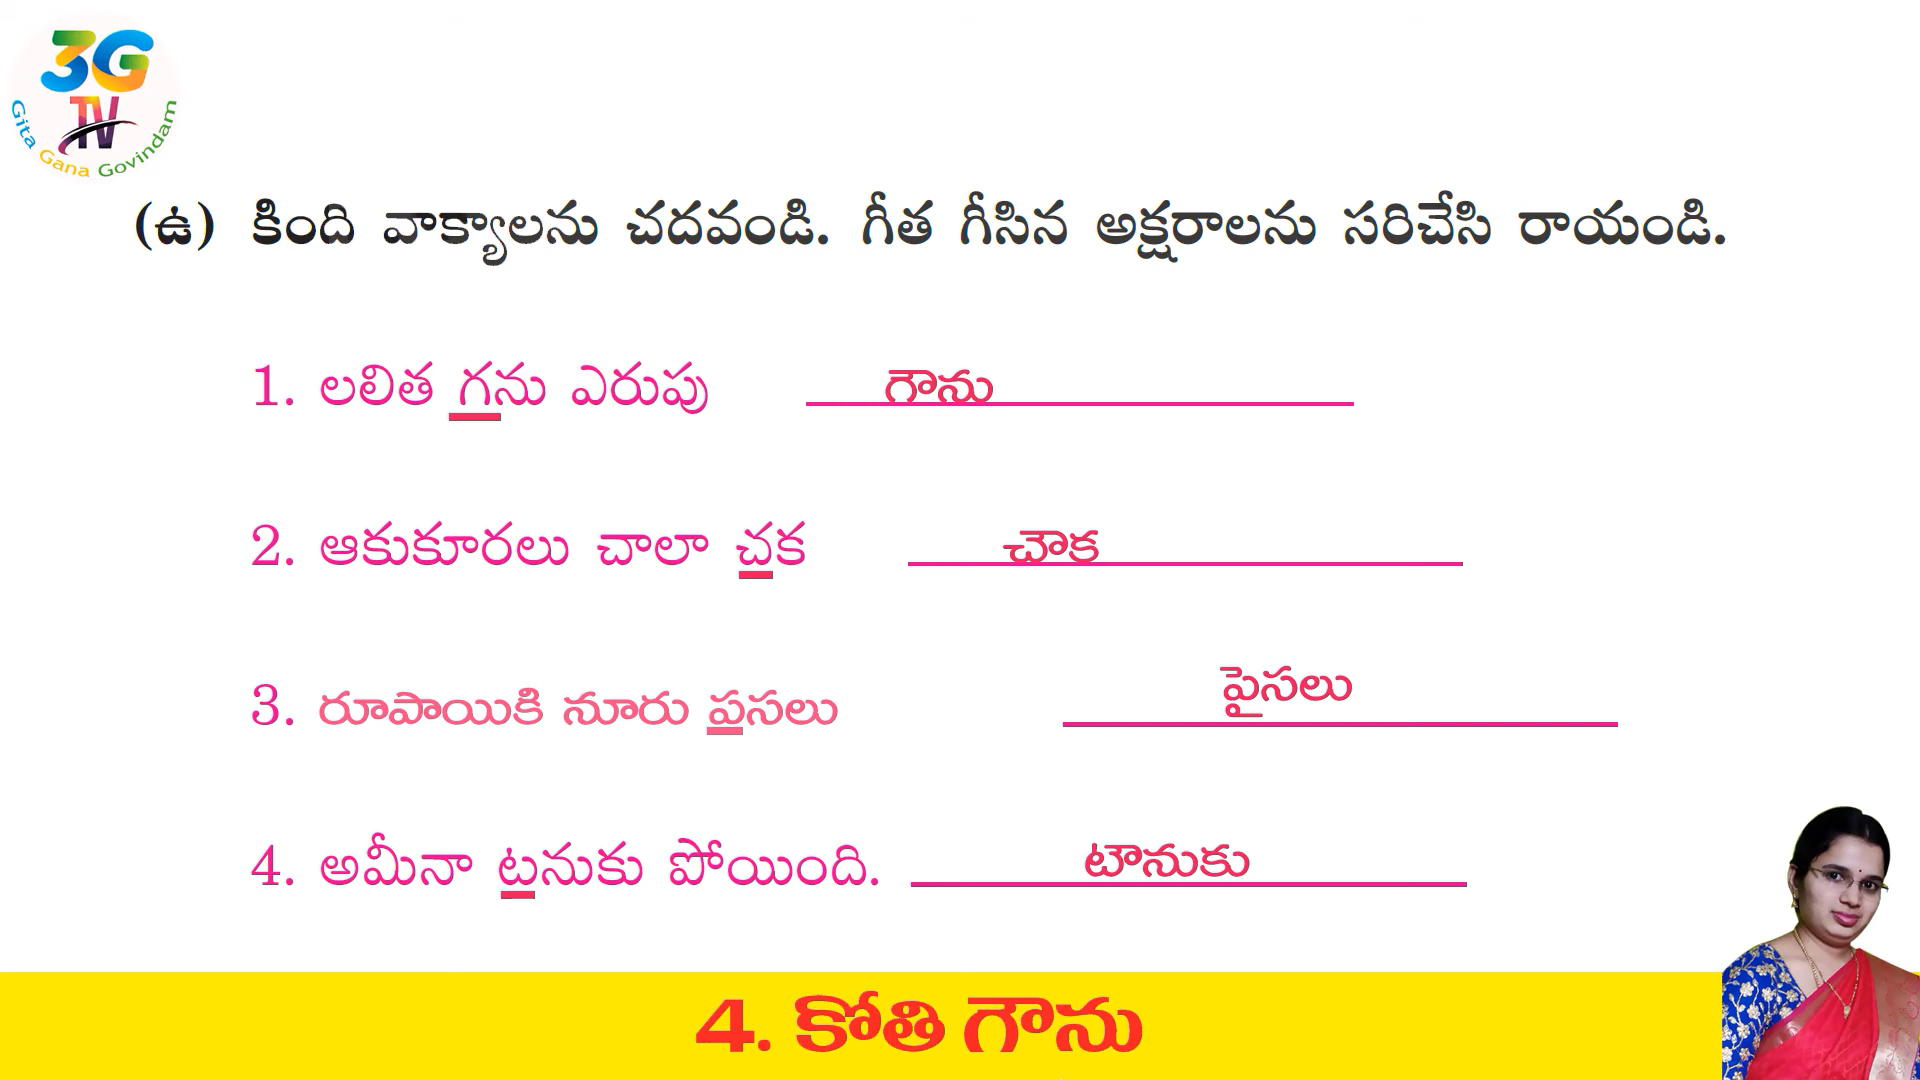 3G
TV
Gita Gana Govindam
(ఉ) కింది వాక్యాలను చదవండి. గీత గీసిన అక్షరాలను సరిచేసి రాయండి.
1. లలిత గను ఎరుపు గౌను
2. ఆకుకూరలు చాలా చక చౌక
3. రూపాయికి నూరు పసలు పైసలు
4. అమీనా టనుకు పోయింది. టౌనుకు
4. కోతి గౌను